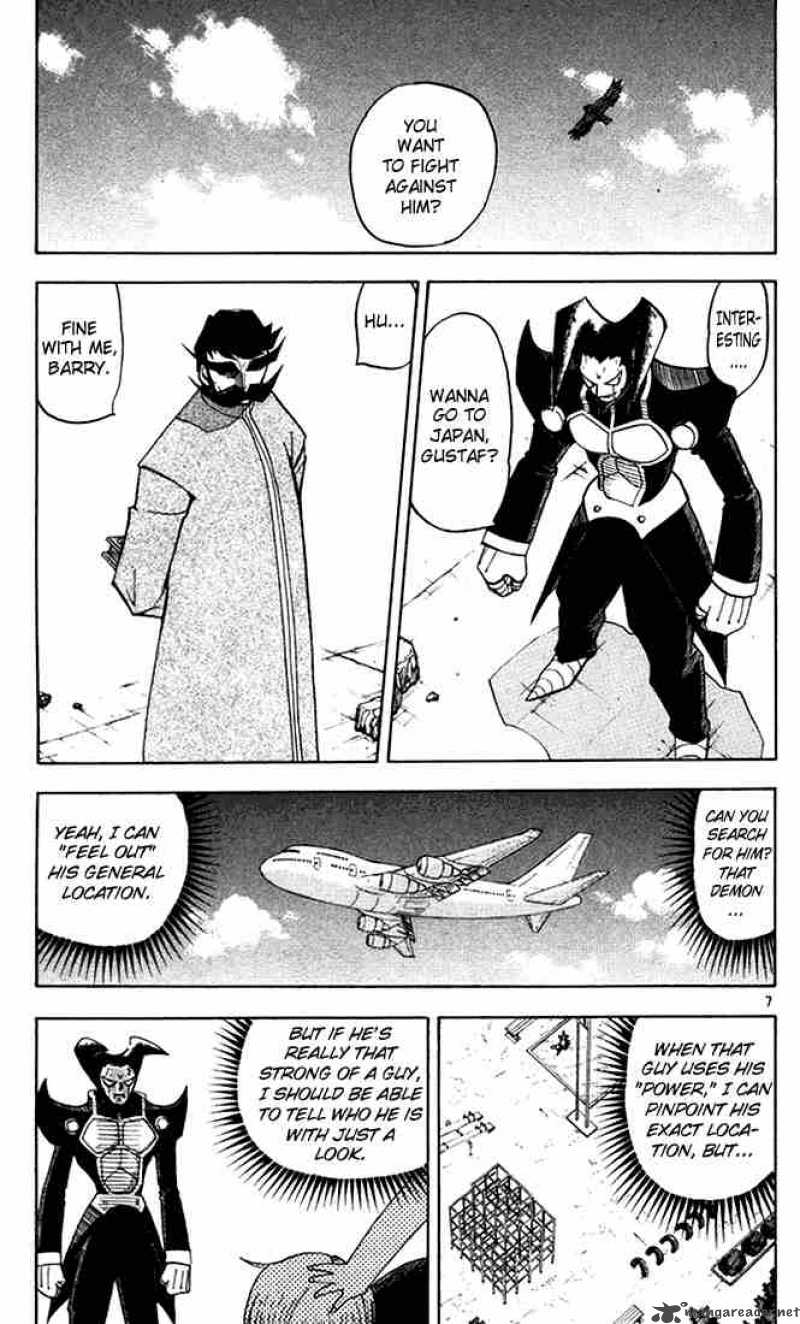 YOU
WANT
TO FIGHT
AGAINST
HIM?
INTER-
ESTING
....
WANNA
GO TO
JAPAN,
GUSTAF?
HU...
FINE
WITH ME,
BARRY.
CAN YOU
SEARCH
FOR HIM?
THAT
DEMON
...
YEAH, I CAN
"FEEL OUT"
HIS GENERAL
LOCATION.
7
WHEN THAT
GUY USES HIS
"POWER," I CAN
PINPOINT HIS
EXACT LOCA-
TION, BUT...
BUT IF HE'S
REALLY THAT
STRONG OF A GUY,
I SHOULD BE ABLE
TO TELL WHO HE IS
WITH JUST A
LOOK.
mangareader.net